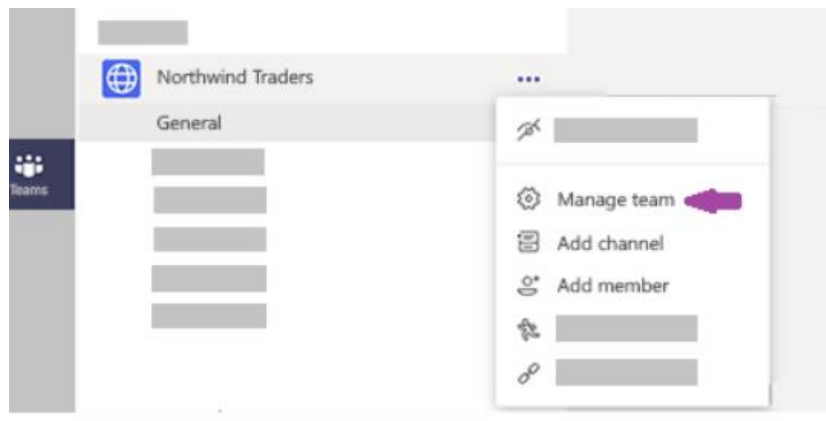 Northwind Traders
General
Teams
Manage team
Add channel
Add member